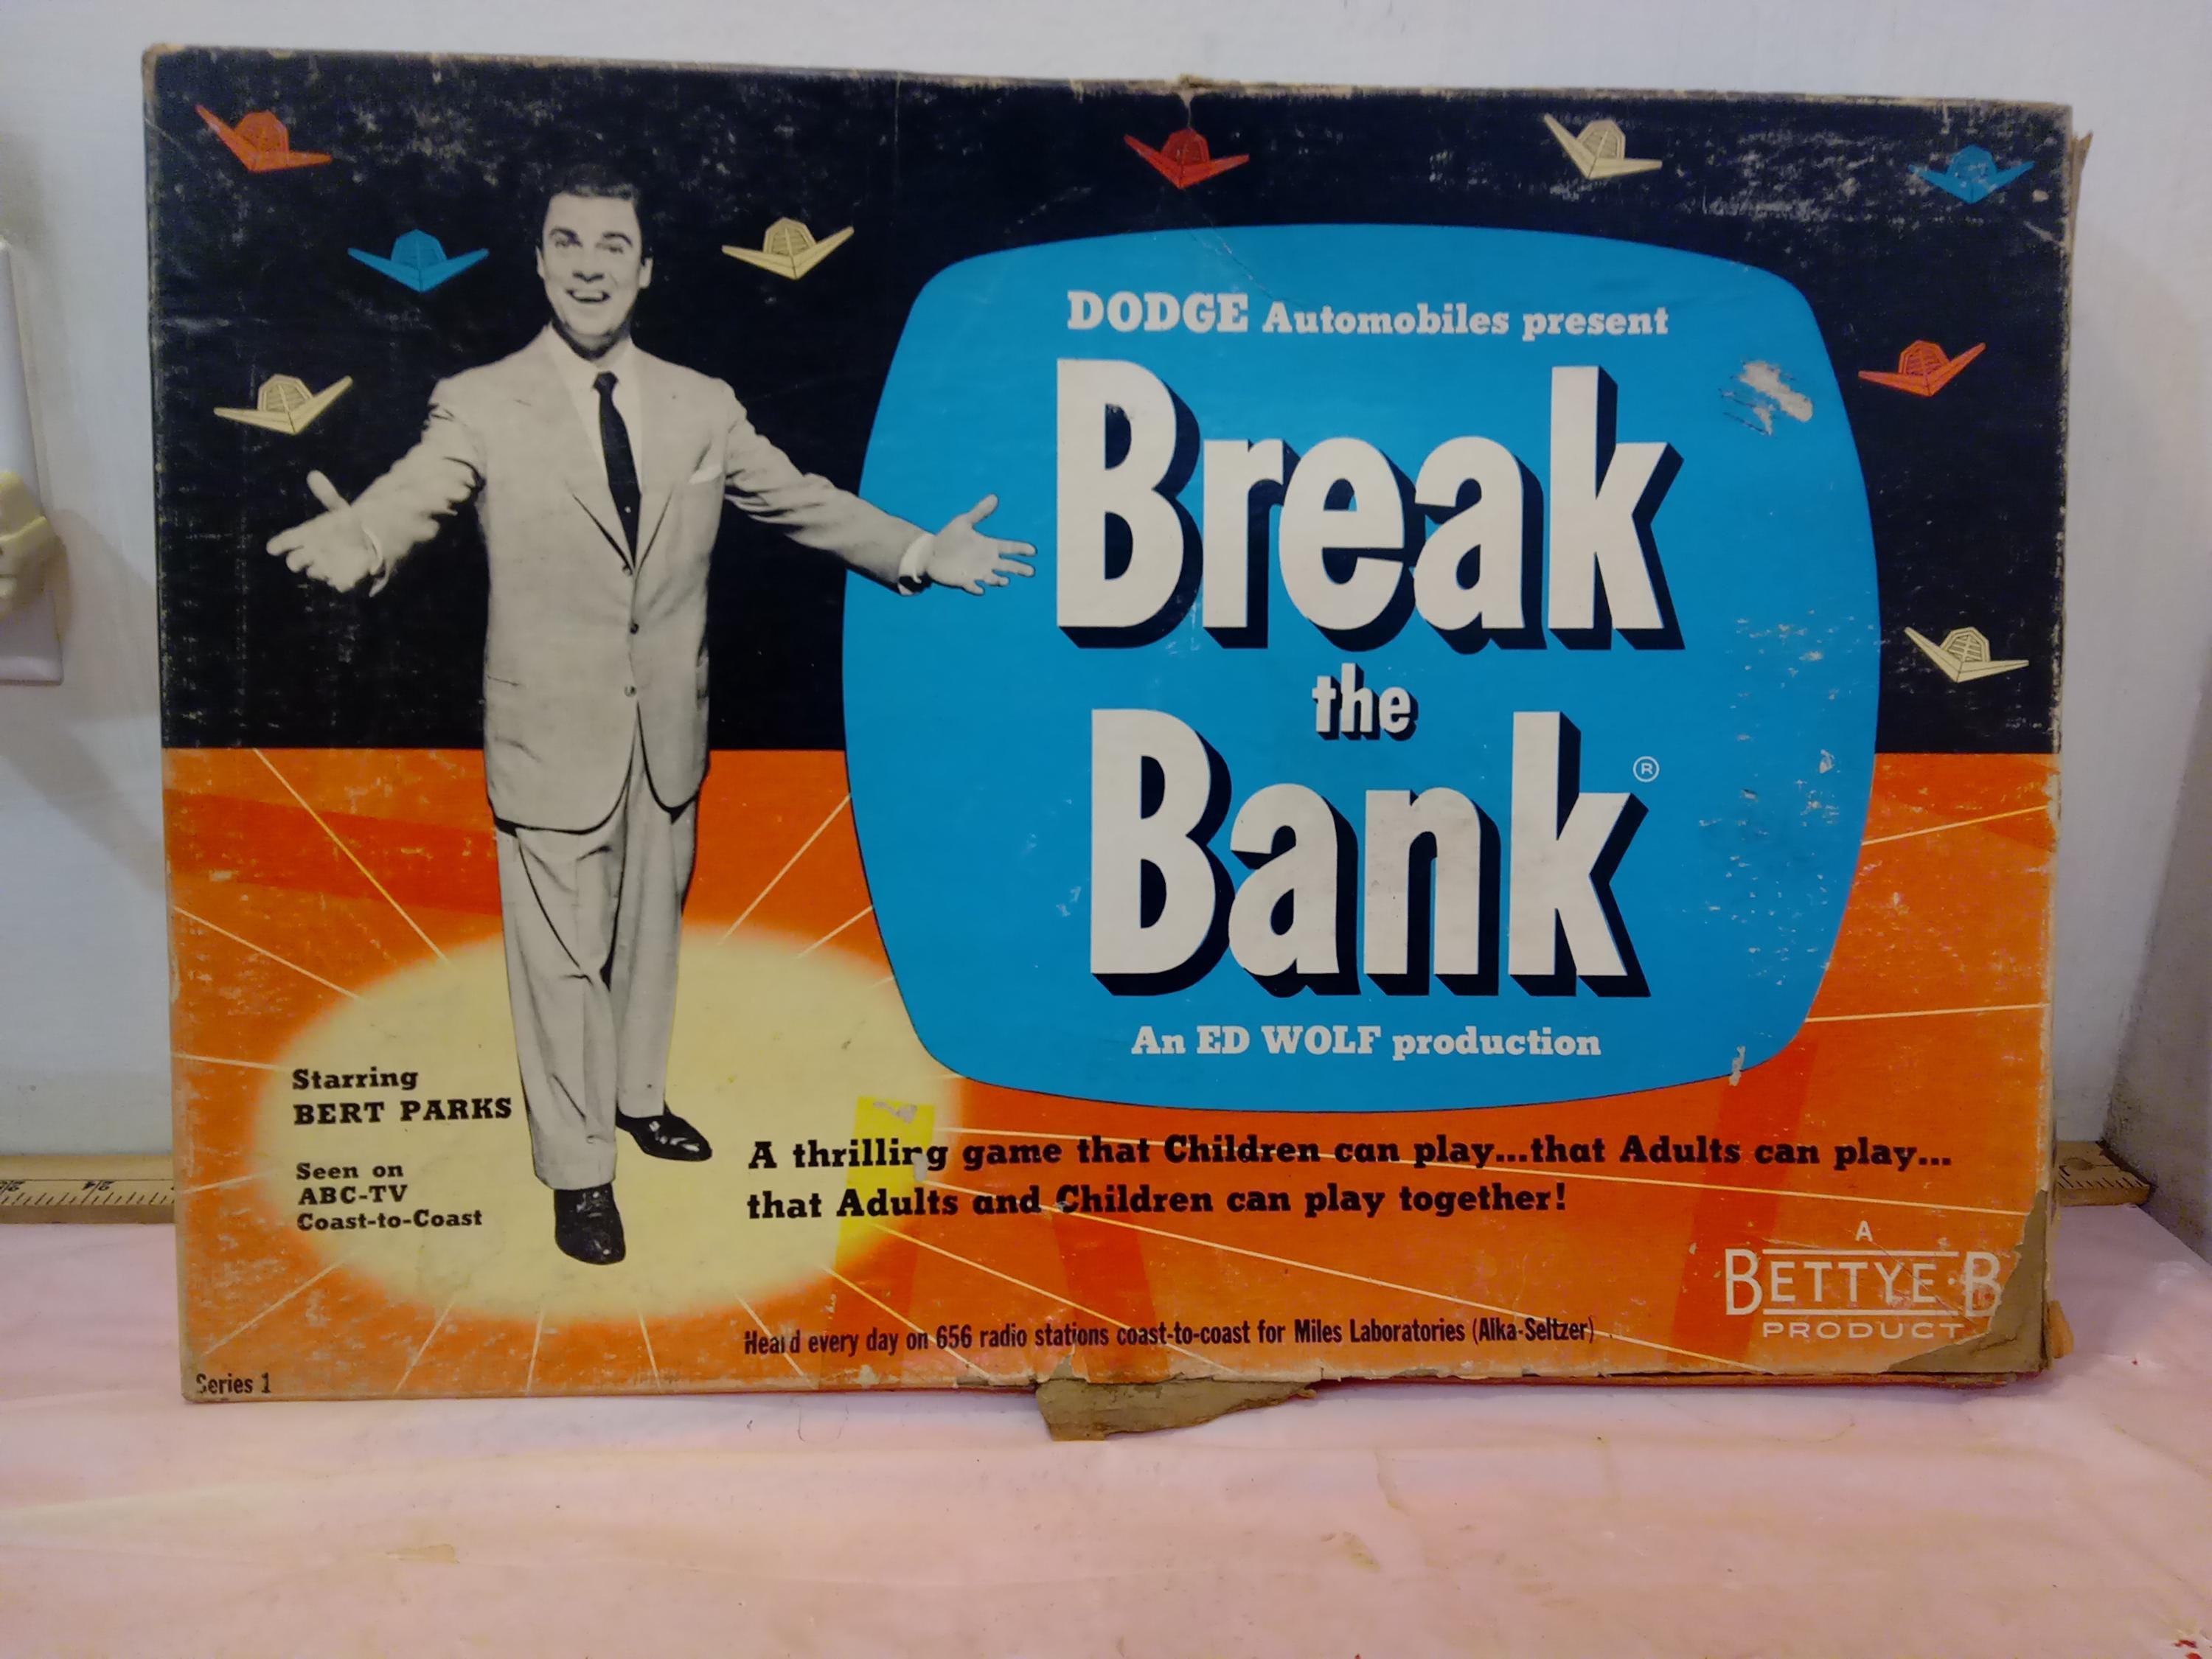 DODGE Automobiles present
Break
the
Bank®
An ED WOLF production
Starring
BERT PARKS
Seen on
ABC-TV
Coast-to-Coast
A thrilling game that Children can play...that Adults can play...
that Adults and Children can play together!
A
BETTYE-B
PRODUCT
Heard every day on 656 radio stations coast-to-coast for Miles Laboratories (Alka-Seltzer)
Series 1
24